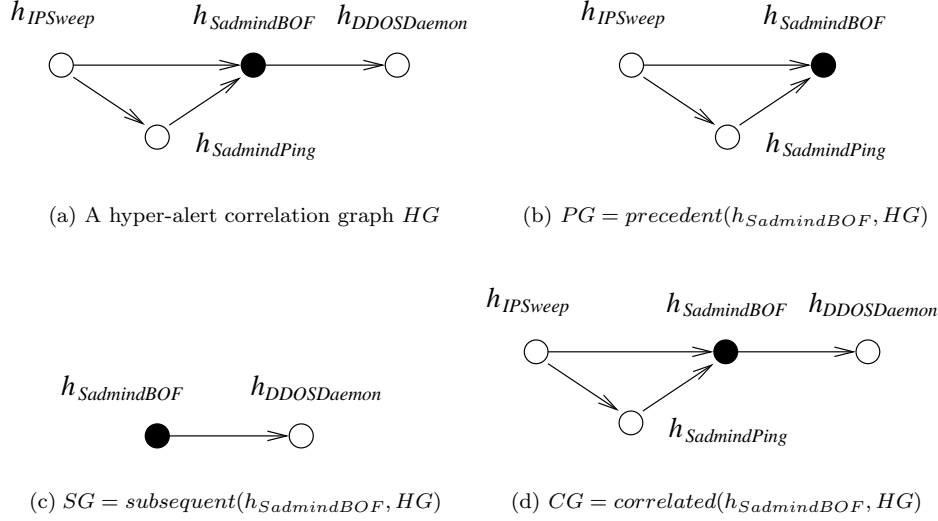 h_IPSweep h_SadmindBOF h_DDOSDaemon
h_SadmindPing
(a) A hyper-alert correlation graph HG
h_IPSweep h_SadmindBOF
h_SadmindPing
(b) PG = precedent(h_SadmindBOF, HG)
h_SadmindBOF h_DDOSDaemon
(c) SG = subsequent(h_SadmindBOF, HG)
h_IPSweep h_SadmindBOF h_DDOSDaemon
h_SadmindPing
(d) CG = correlated(h_SadmindBOF, HG)